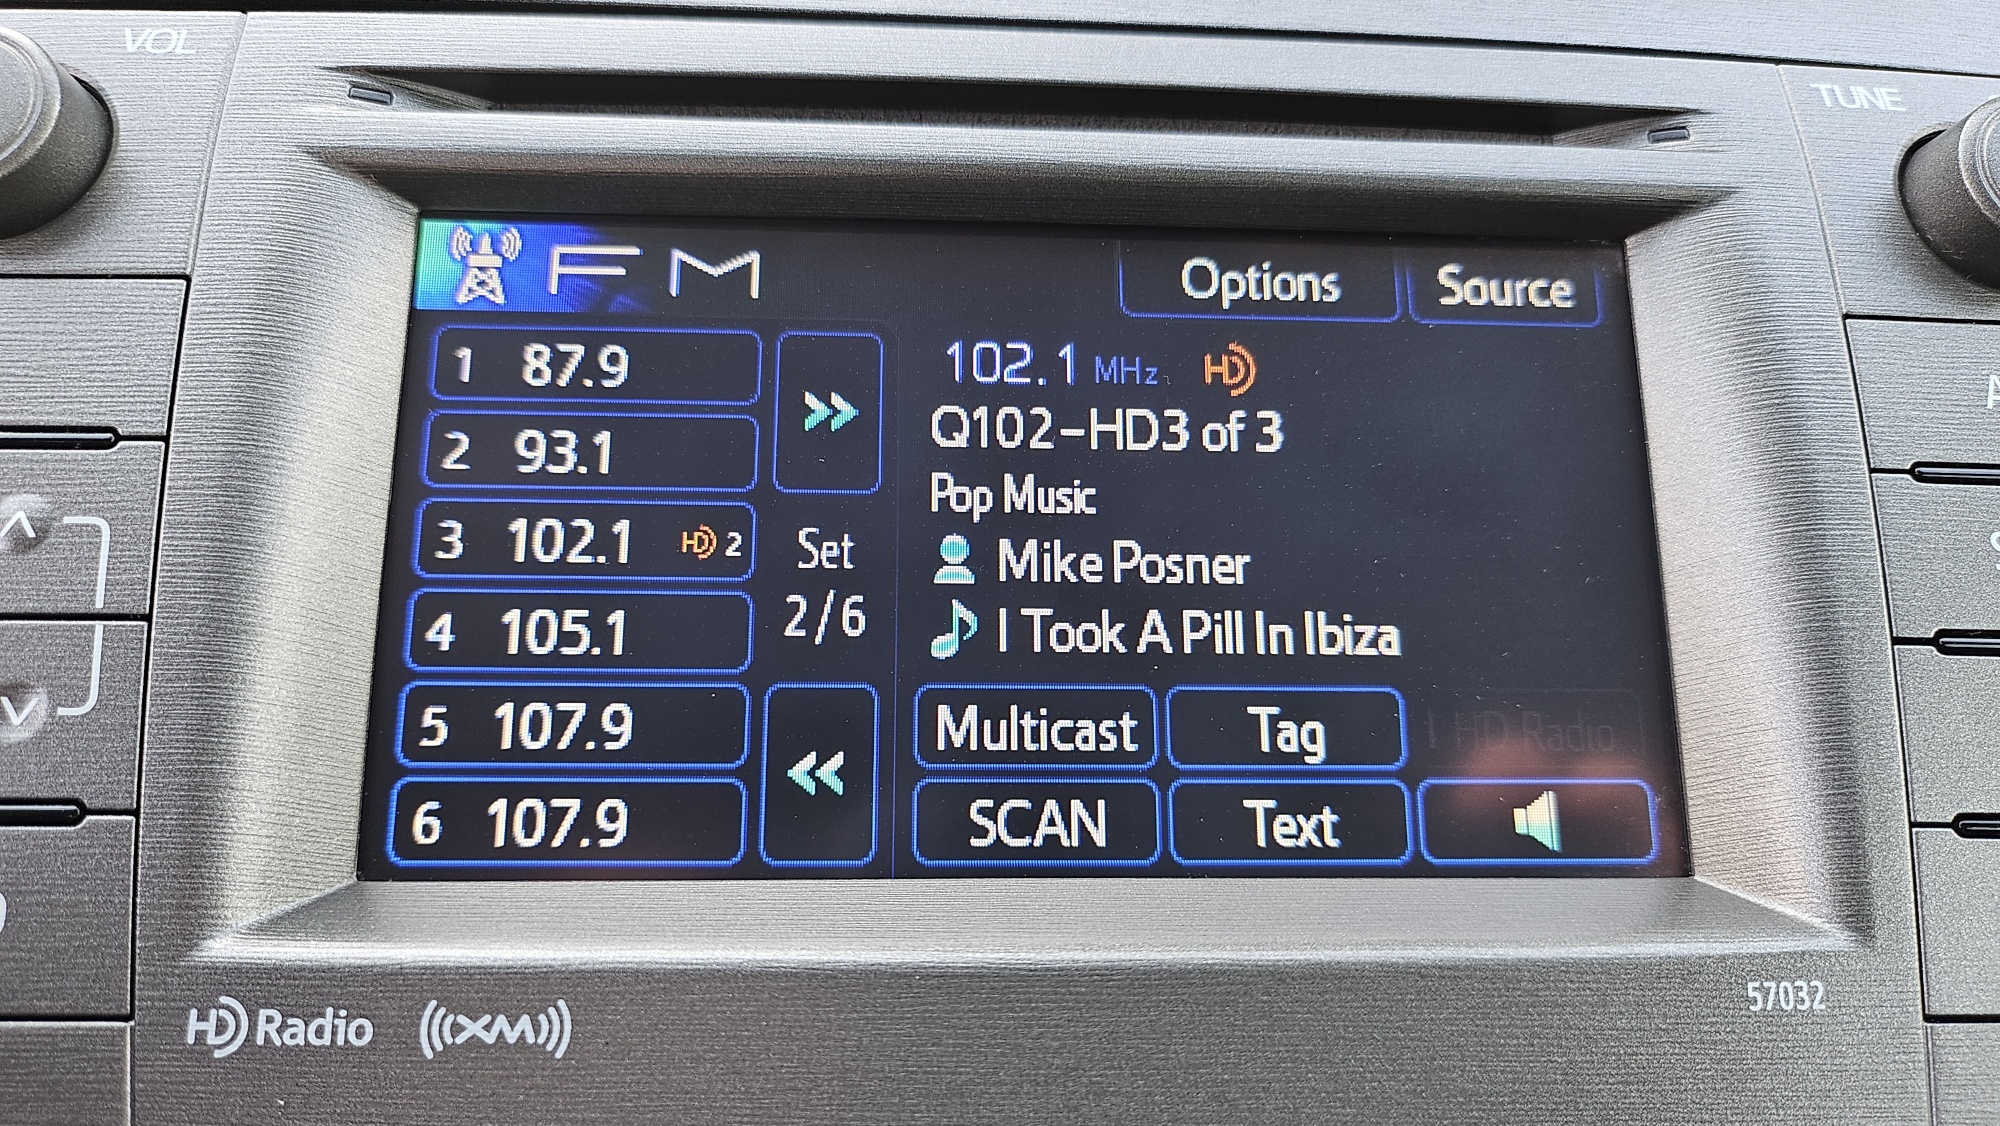 VOL
TUNE
FM
Options
Source
1 87.9
2 93.1
3 102.1 HD 2
4 105.1
5 107.9
6 107.9
Set
2/6
102.1 MHz HD
Q102-HD3 of 3
Pop Music
Mike Posner
I Took A Pill In Ibiza
Multicast
Tag
HD Radio
SCAN
Text
HD Radio
((XM))
57032